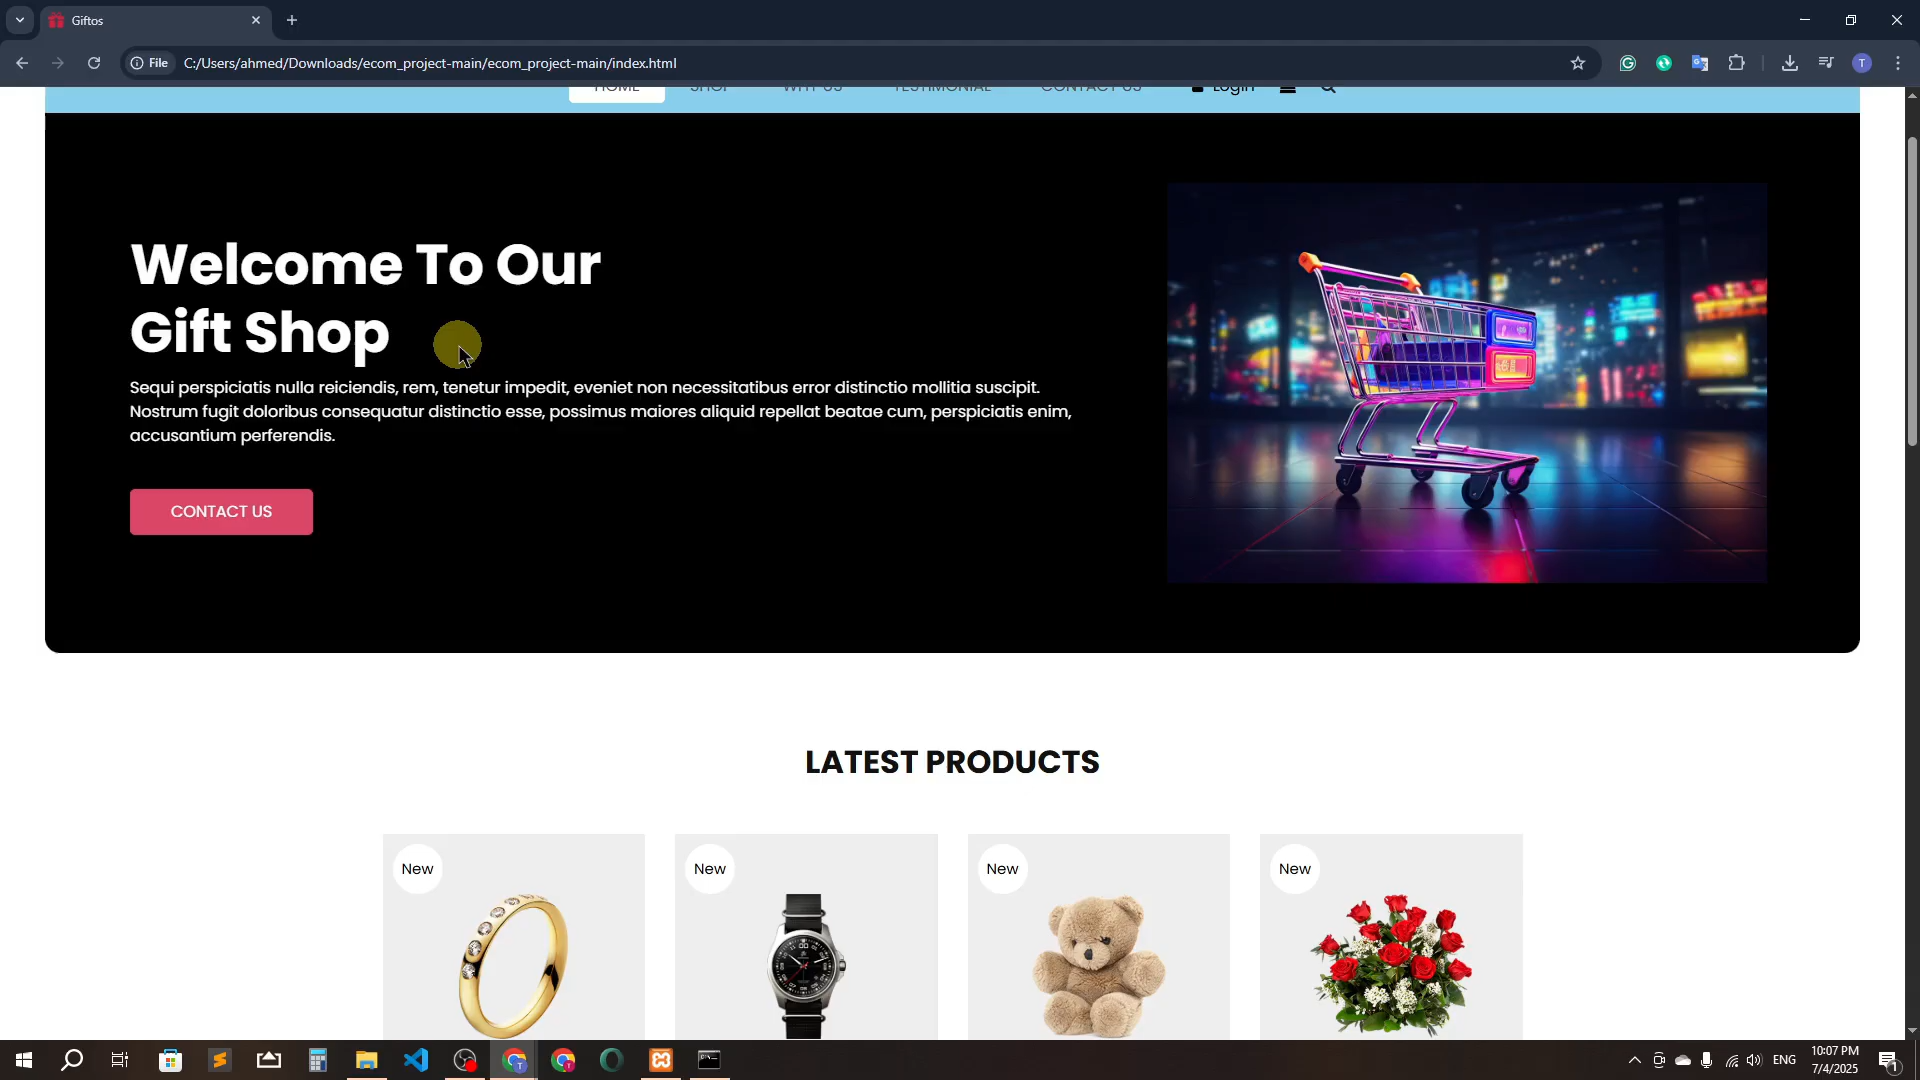 Giftos
File
C:/Users/ahmed/Downloads/ecom_project-main/ecom_project-main/index.html
T
HOME SHOP WHY US TESTIMONIAL CONTACT US Login
Welcome To Our
Gift Shop
Sequi perspiciatis nulla reiciendis, rem, tenetur impedit, eveniet non necessitatibus error distinctio mollitia suscipit.
Nostrum fugit doloribus consequatur distinctio esse, possimus maiores aliquid repellat beatae cum, perspiciatis enim,
accusantium perferendis.
CONTACT US
LATEST PRODUCTS
New New New New
ENG
10:07 PM
7/4/2025
1